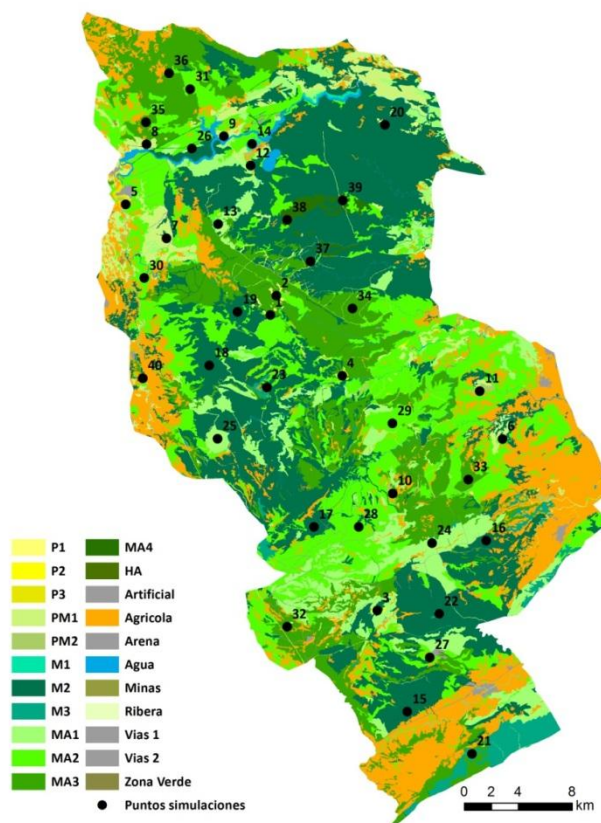 36
31
35
20
9
8
26
14
12
5
39
38
13
7
37
30
2
34
19
1
18
4
40
23
11
29
25
6
33
10
17
28
16
24
3
22
32
27
15
21
P1
P2
P3
PM1
PM2
M1
M2
M3
MA1
MA2
MA3
MA4
HA
Artificial
Agricola
Arena
Agua
Minas
Ribera
Vias 1
Vias 2
Zona Verde
Puntos simulaciones
0 2 4 8
km